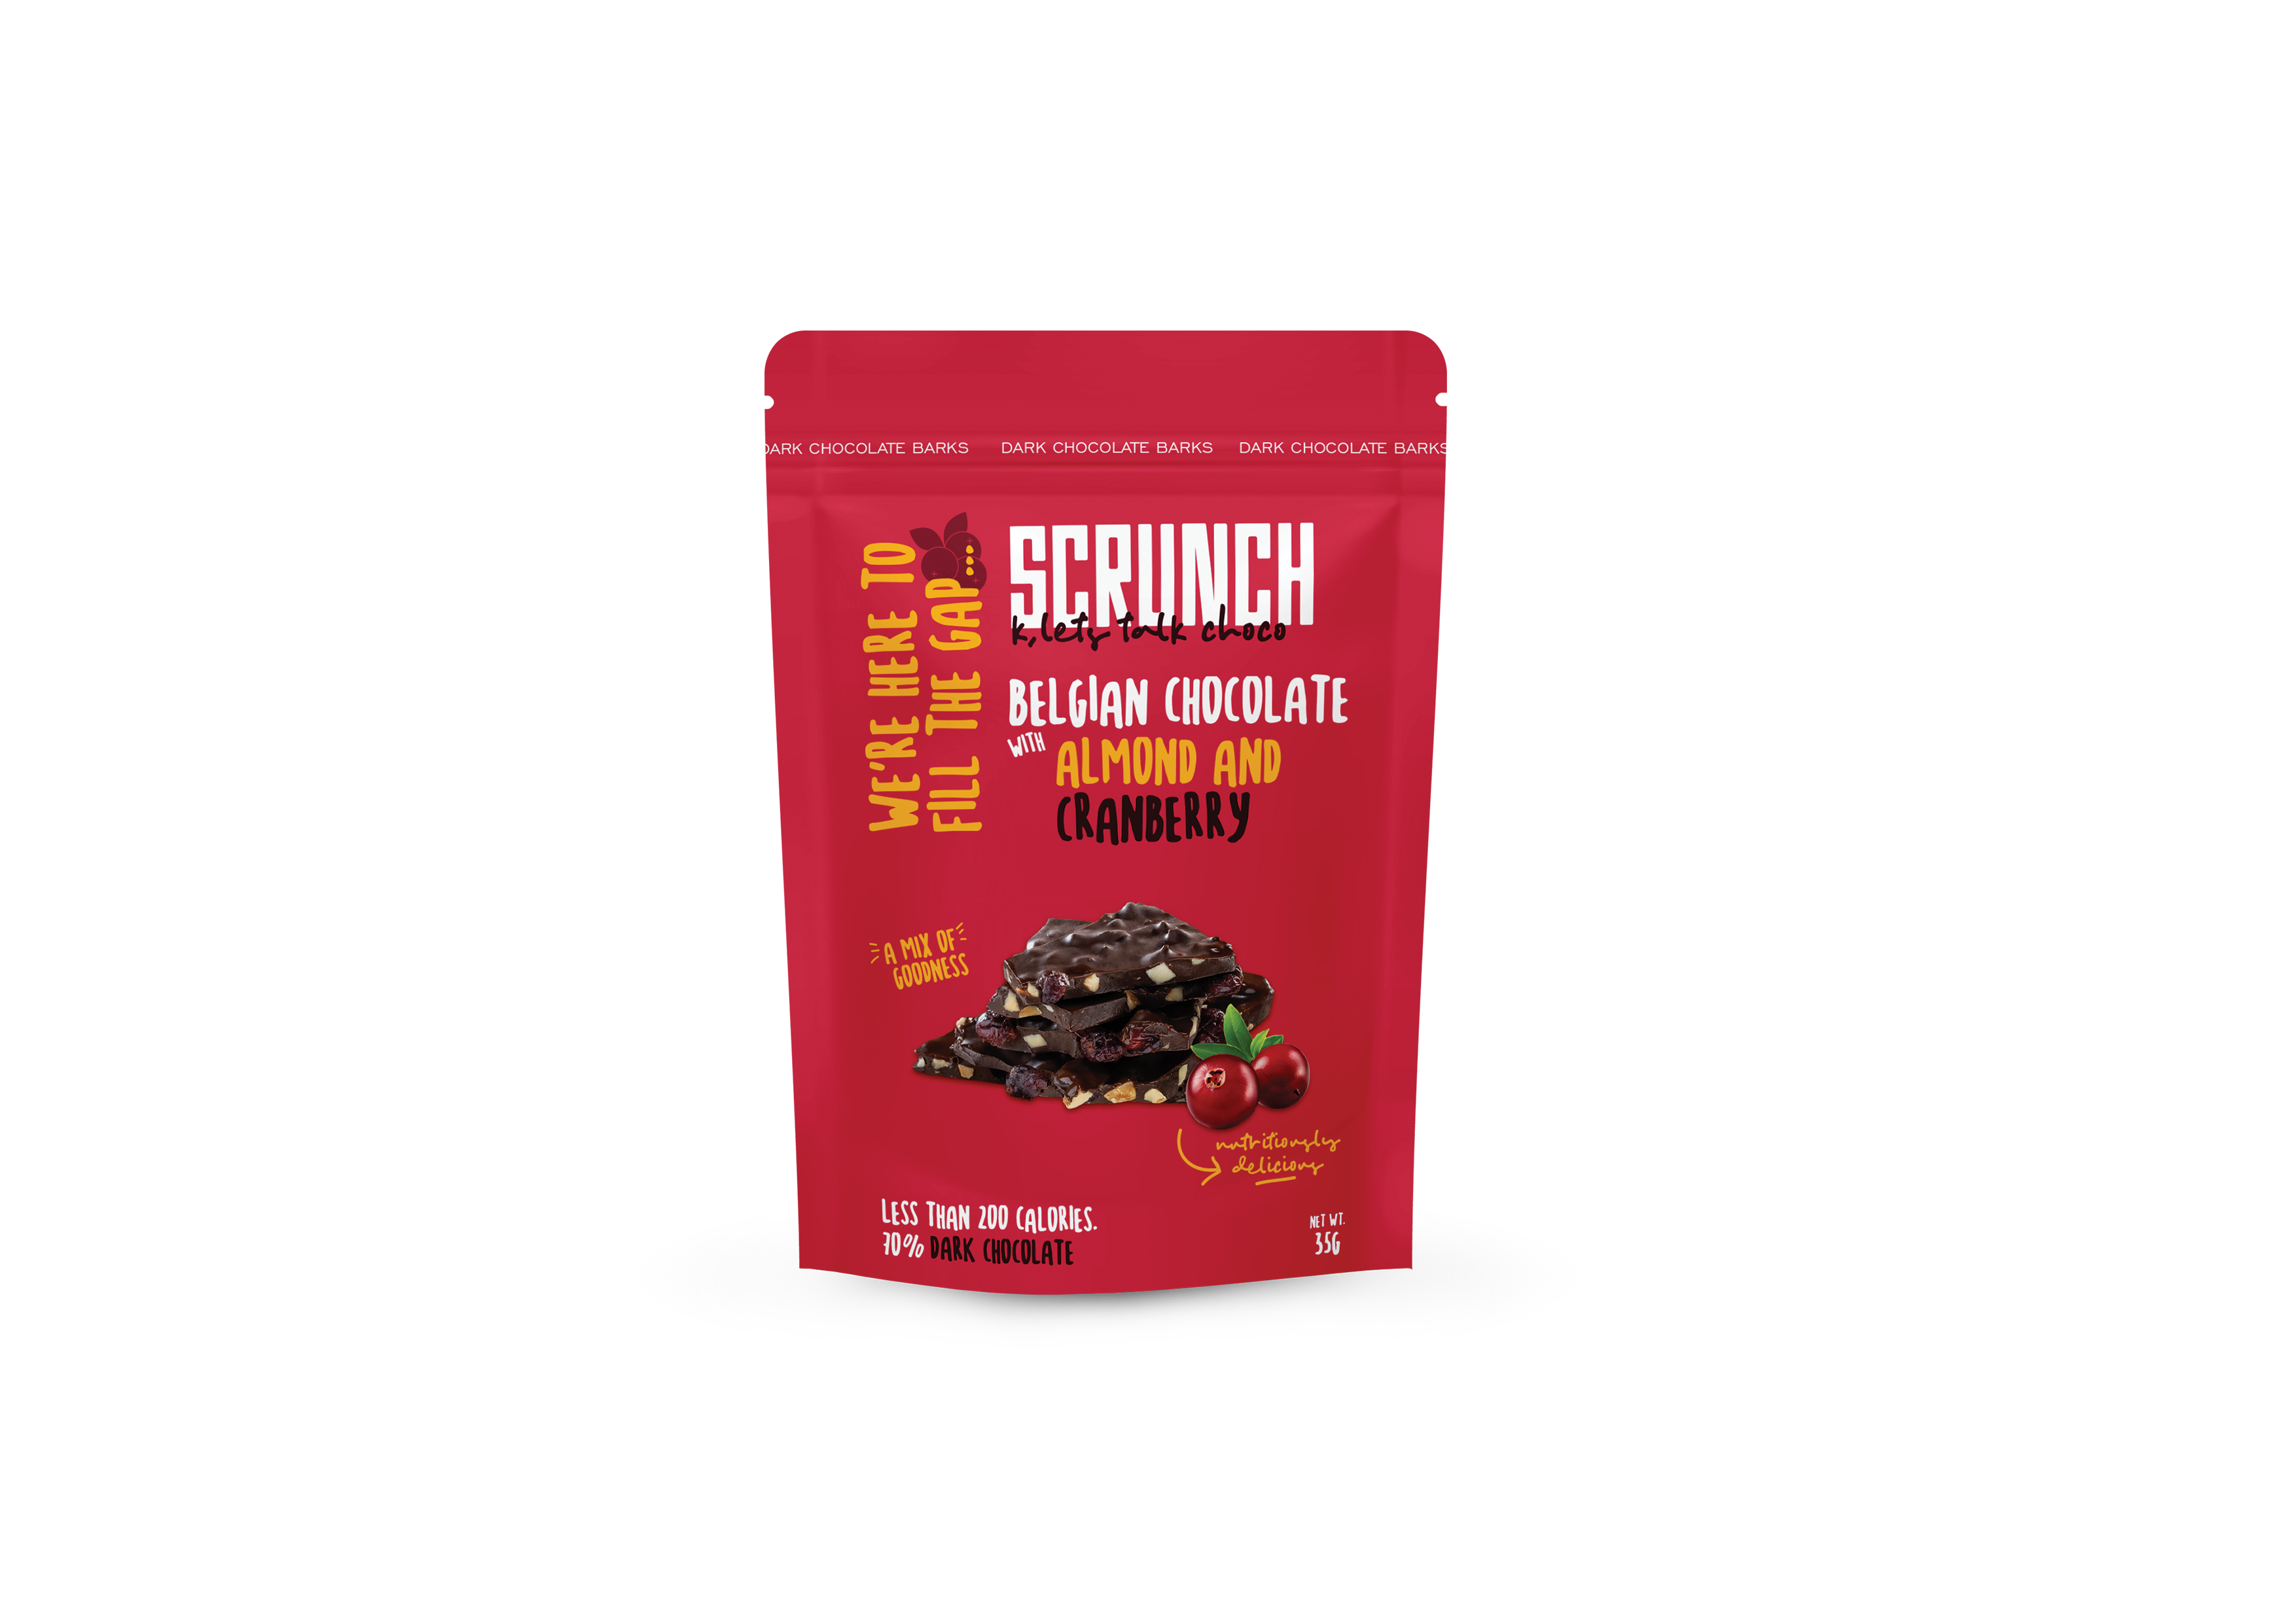 DARK CHOCOLATE BARKS DARK CHOCOLATE BARKS DARK CHOCOLATE BARKS
WE'RE HERE TO
FILL THE GAP....
SCRUNCH
k, lets talk choco
BELGIAN CHOCOLATE
WITH ALMOND AND
CRANBERRY
A MIX OF
GOODNESS
nutritiously
delicious
LESS THAN 200 CALORIES.
70% DARK CHOCOLATE
NET WT.
35G